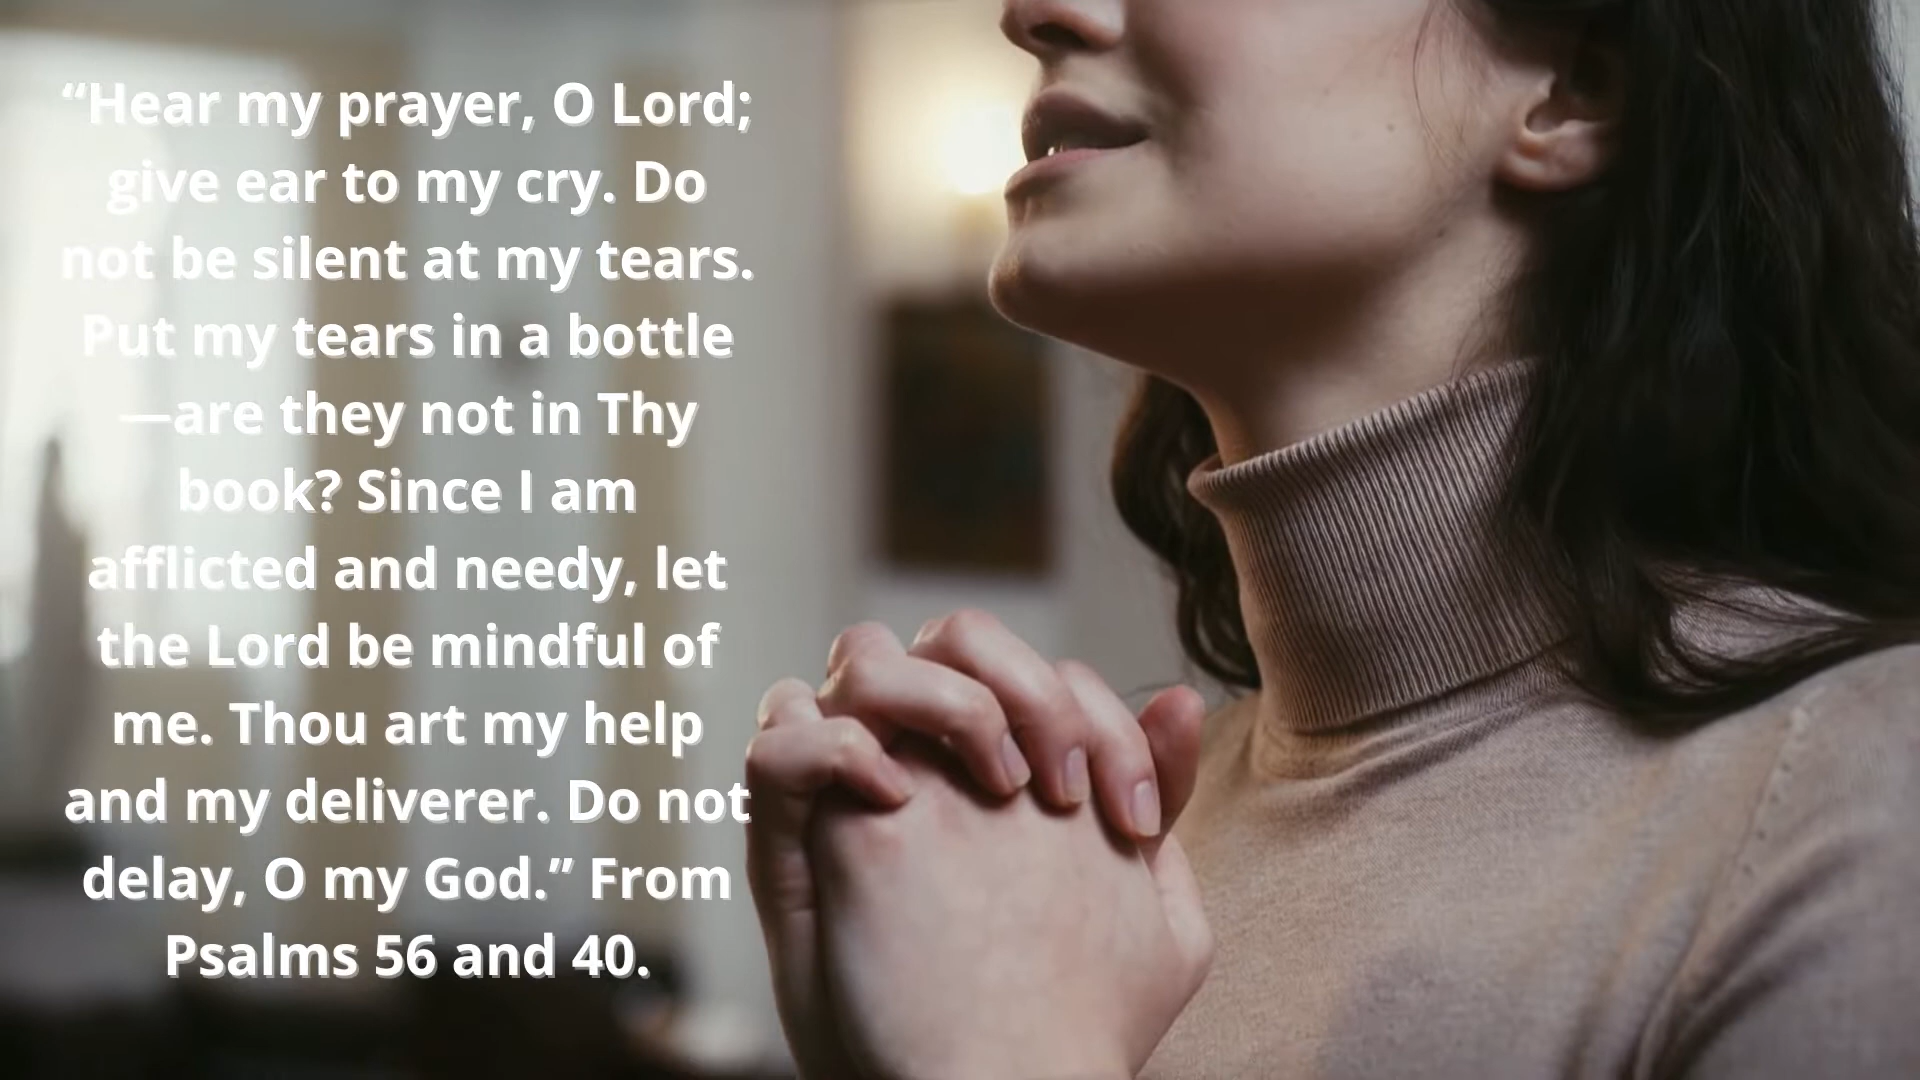 “Hear my prayer, O Lord;
give ear to my cry. Do
not be silent at my tears.
Put my tears in a bottle
—are they not in Thy
book? Since I am
afflicted and needy, let
the Lord be mindful of
me. Thou art my help
and my deliverer. Do not
delay, O my God.” From
Psalms 56 and 40.